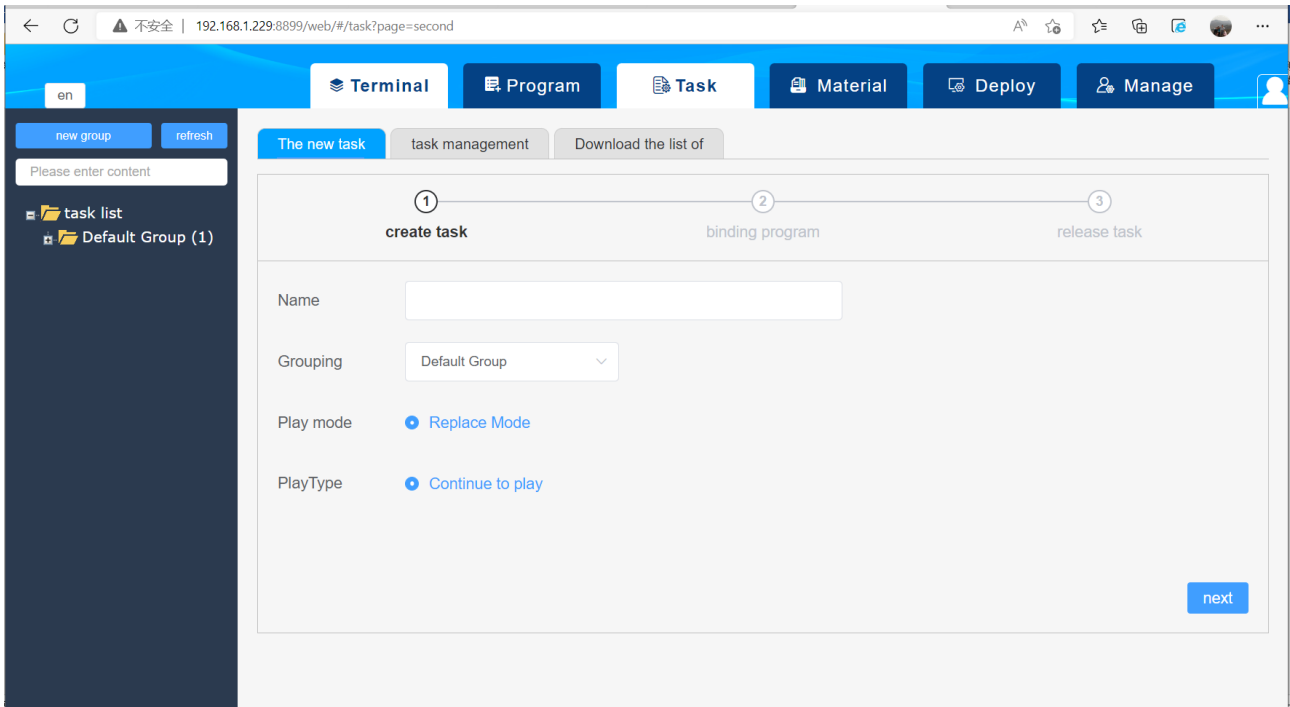 不安全 | 192.168.1.229:8899/web/#/task?page=second
en
Terminal
Program
Task
Material
Deploy
Manage
new group
refresh
Please enter content
task list
Default Group (1)
The new task
task management
Download the list of
1
2
3
create task
binding program
release task
Name
Grouping
Default Group
Play mode
Replace Mode
PlayType
Continue to play
next